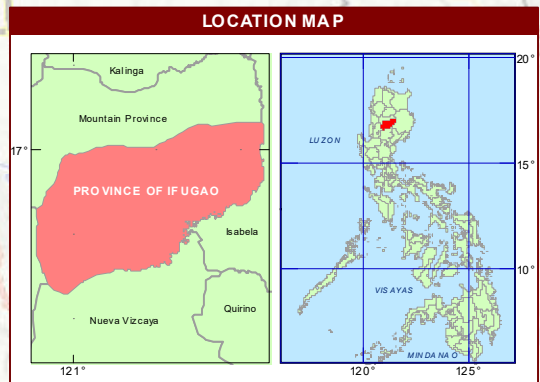 LOCATION MAP
Kalinga
Mountain Province
17°
PROVINCE OF IFUGAO
Isabela
Nueva Vizcaya
Quirino
121°
20°
LUZON
15°
10°
VISAYAS
MINDANAO
120°
125°